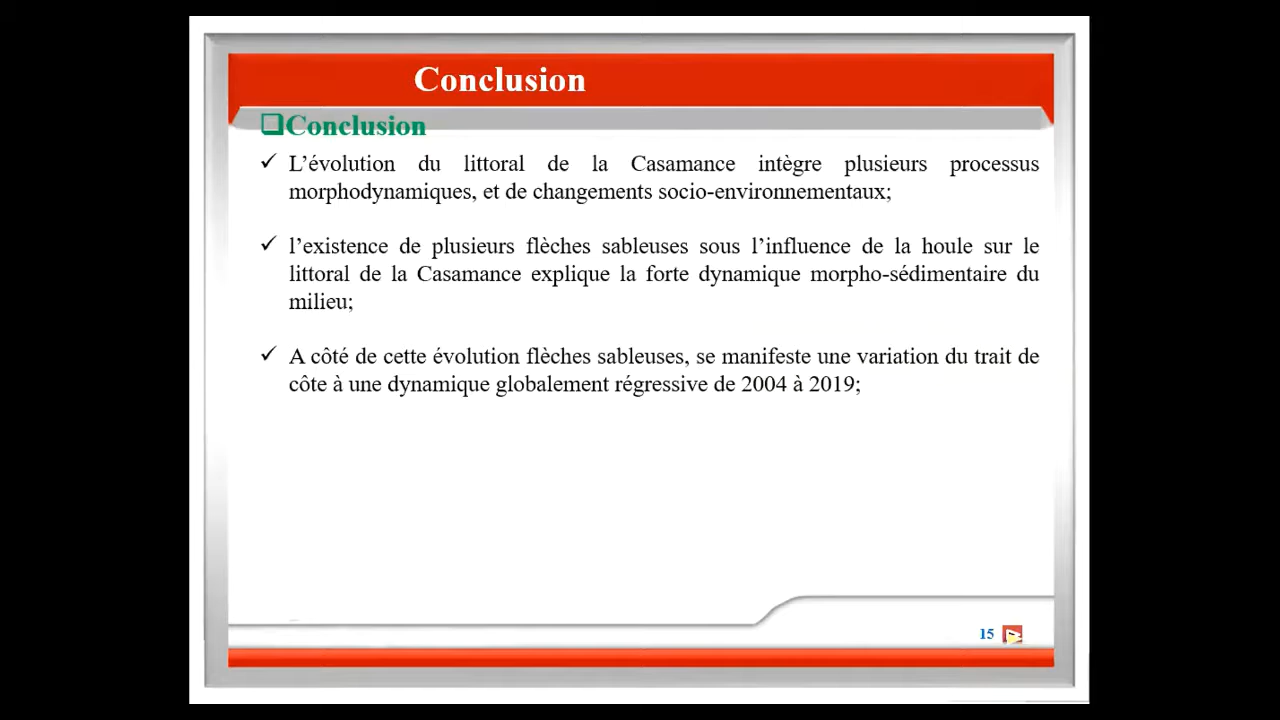 Conclusion
❑Conclusion
✓ L’évolution du littoral de la Casamance intègre plusieurs processus
morphodynamiques, et de changements socio-environnementaux;
✓ l’existence de plusieurs flèches sableuses sous l’influence de la houle sur le
littoral de la Casamance explique la forte dynamique morpho-sédimentaire du
milieu;
✓ A côté de cette évolution flèches sableuses, se manifeste une variation du trait de
côte à une dynamique globalement régressive de 2004 à 2019;
15